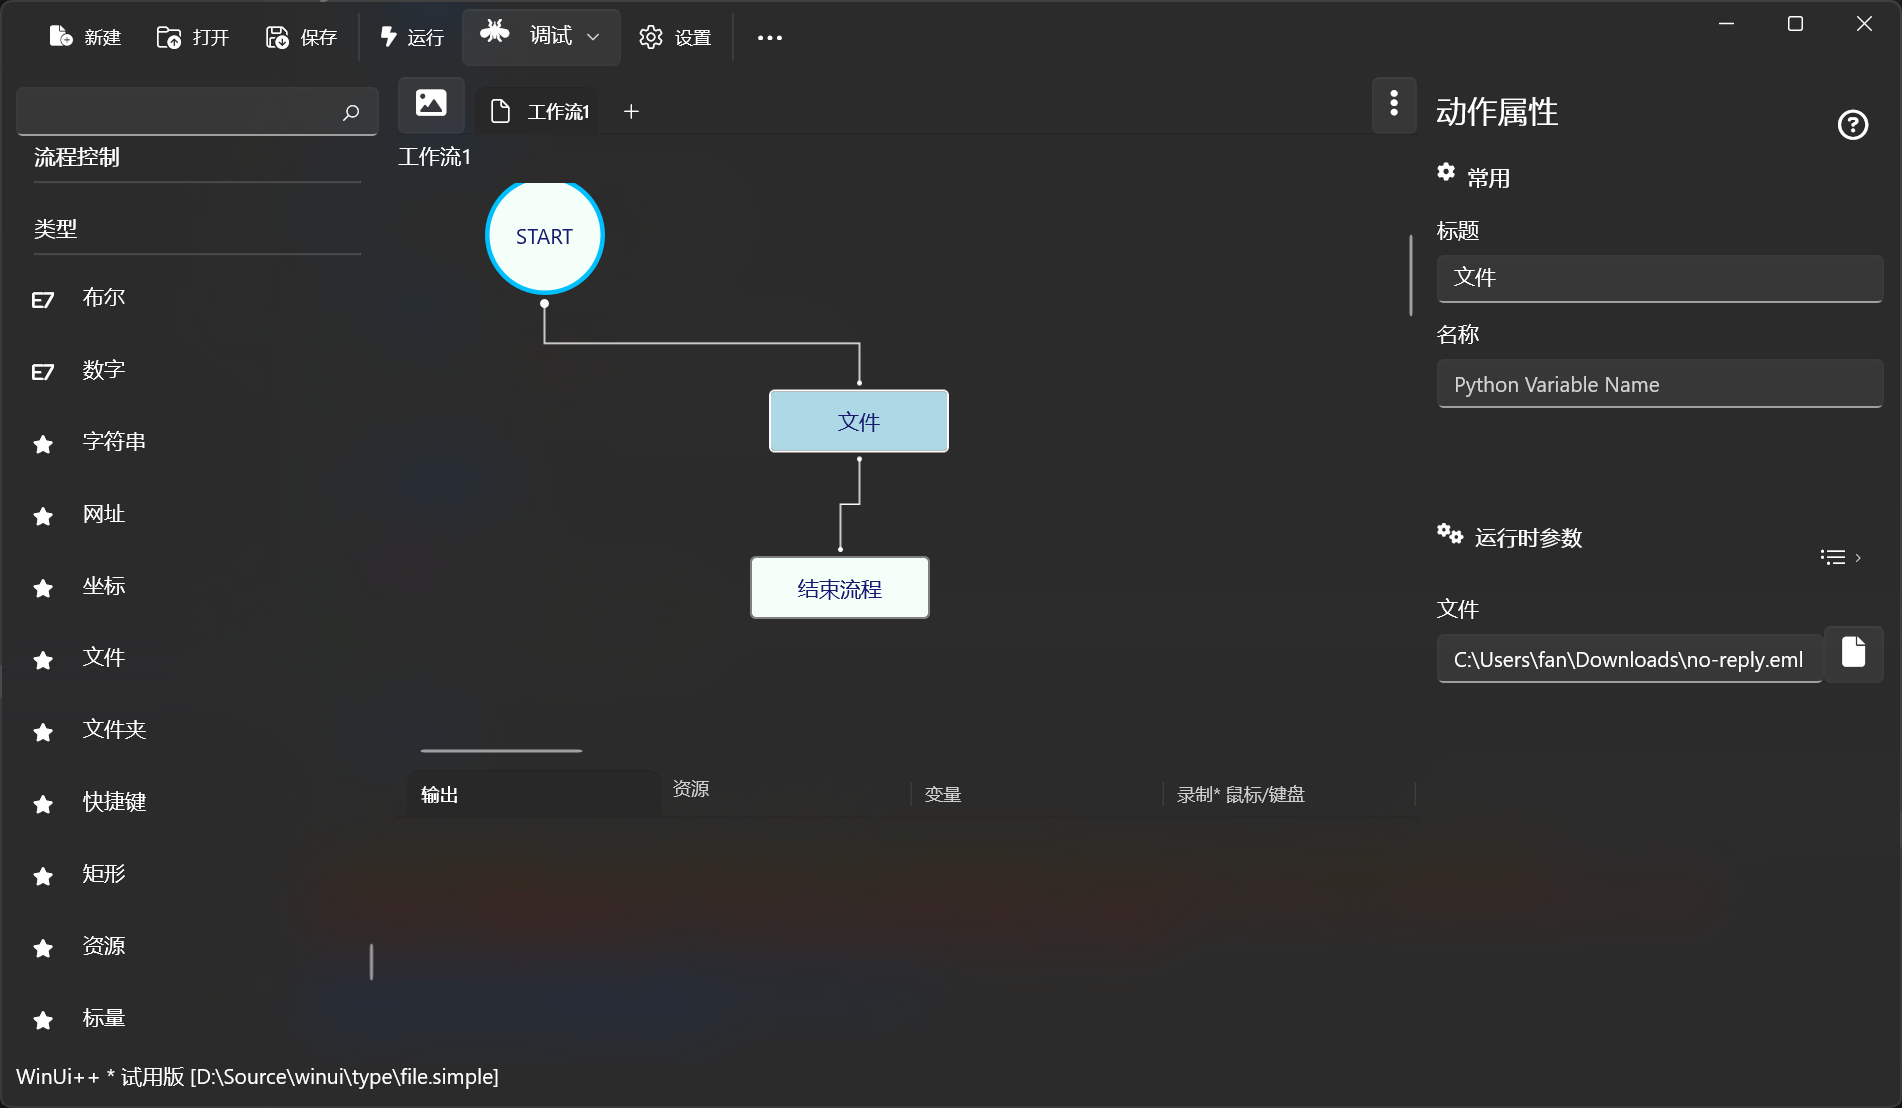 新建
打开
保存
运行
调试
设置
流程控制
类型
布尔
数字
字符串
网址
坐标
文件
文件夹
快捷键
矩形
资源
标量
工作流1
工作流1
START
文件
结束流程
输出
资源
变量
录制* 鼠标/键盘
动作属性
常用
标题
文件
名称
Python Variable Name
运行时参数
文件
C:\Users\fan\Downloads\no-reply.eml
WinUi++ * 试用版 [D:\Source\winui\type\file.simple]